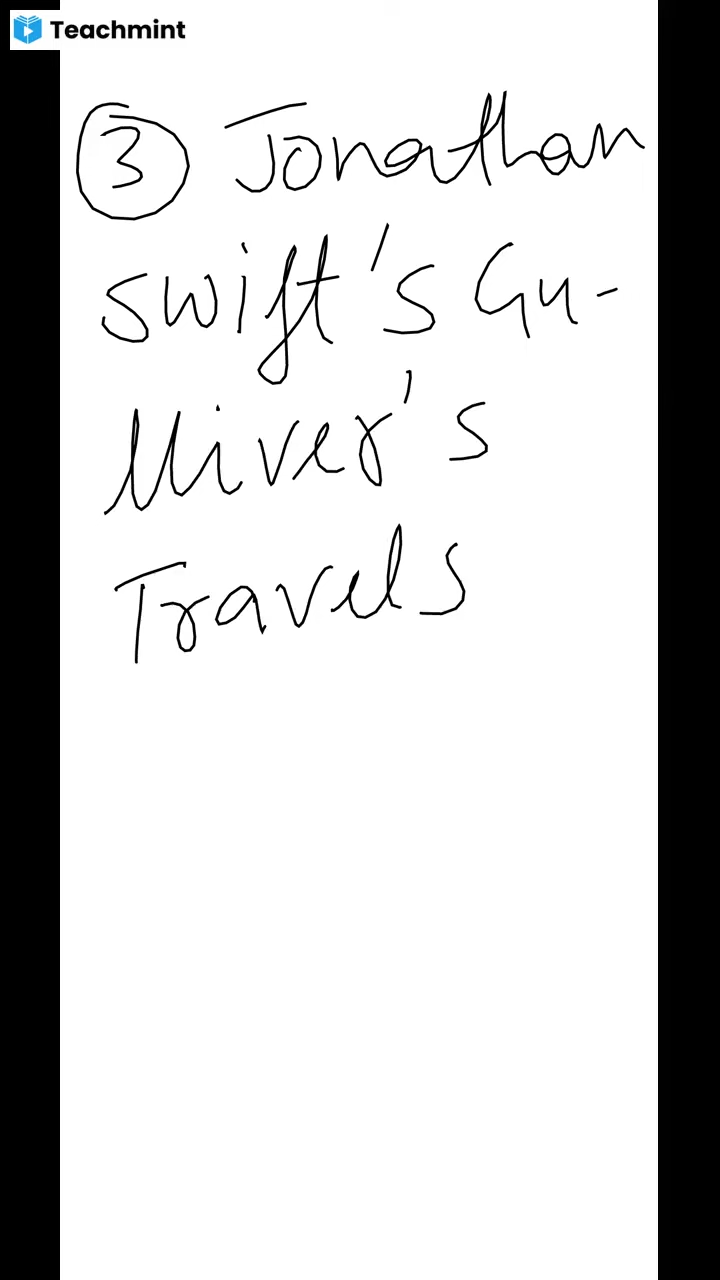 Teachmint
③ Jonathan
Swift's Gu-
lliver's
Travels